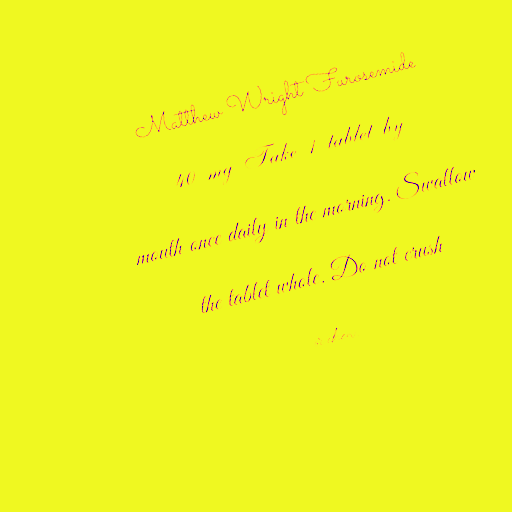 Matthew Wright Furosemide
40 mg Take 1 tablet by
mouth once daily in the morning. Swallow
the tablet whole. Do not crush